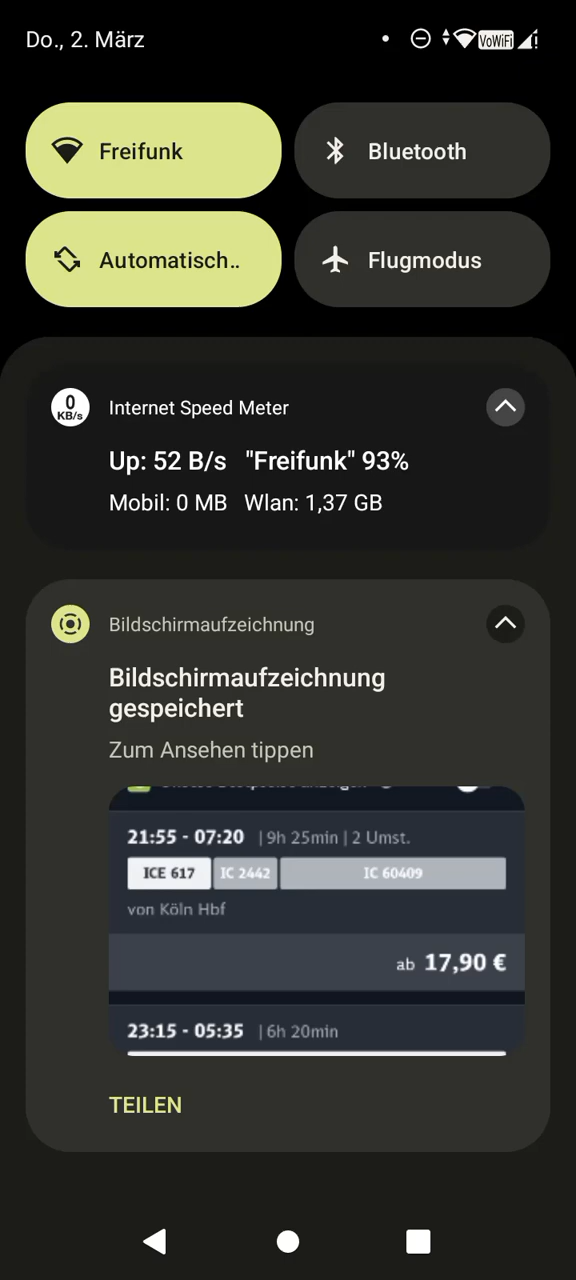 Do., 2. März
VoWiFi
Freifunk
Bluetooth
Automatisch..
Flugmodus
0
KB/s
Internet Speed Meter
Up: 52 B/s "Freifunk" 93%
Mobil: 0 MB Wlan: 1,37 GB
Bildschirmaufzeichnung
Bildschirmaufzeichnung
gespeichert
Zum Ansehen tippen
21:55 - 07:20 | 9h 25min | 2 Umst.
ICE 617 IC 2442 IC 60409
von Köln Hbf
ab 17,90 €
23:15 - 05:35 | 6h 20min
TEILEN